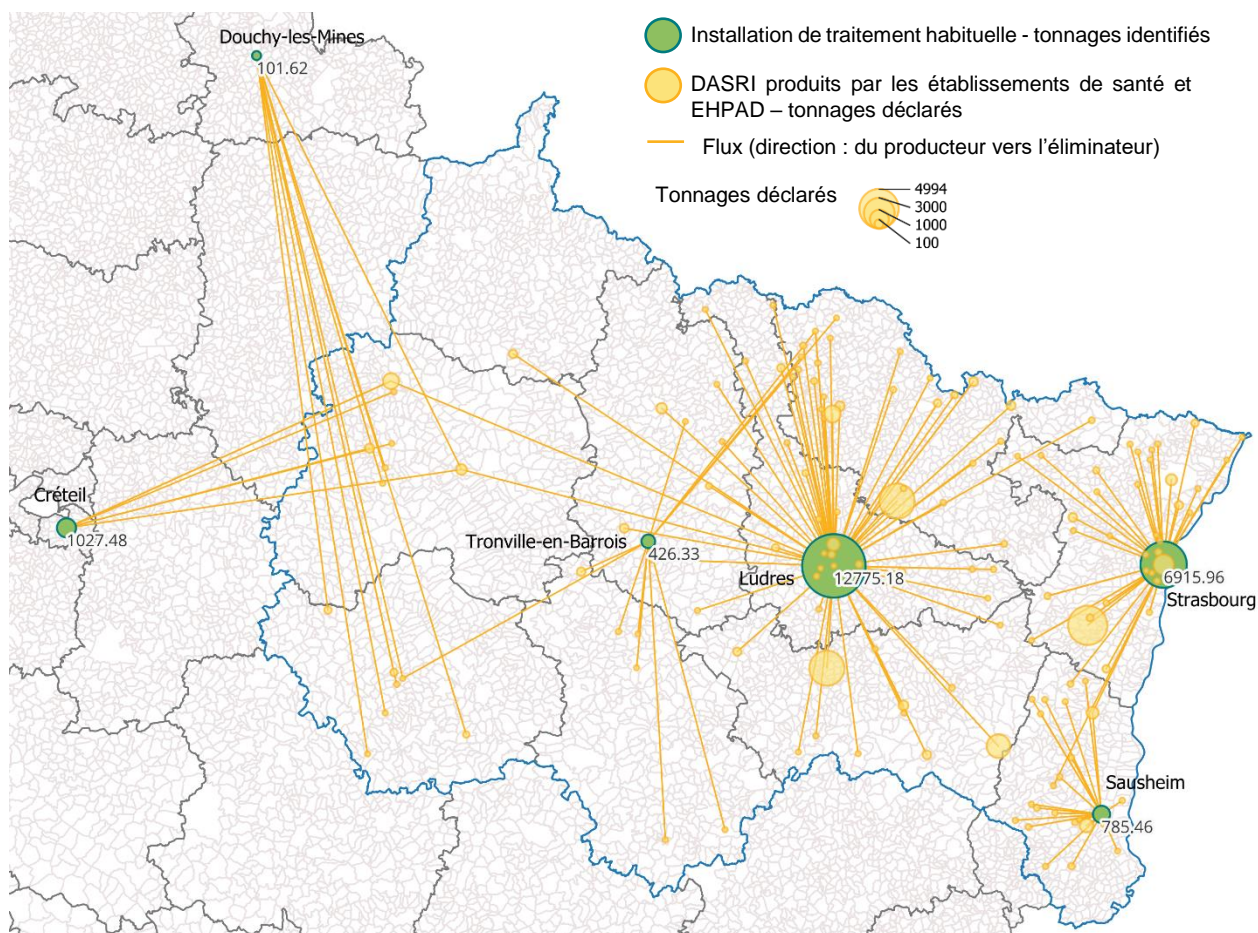 Douchy-les-Mines
101.62
Installation de traitement habituelle - tonnages identifiés
DASRI produits par les établissements de santé et
EHPAD – tonnages déclarés
Flux (direction : du producteur vers l'éliminateur)
Tonnages déclarés
4994
3000
1000
100
Créteil
1027.48
Tronville-en-Barrois
426.33
Ludres
12775.18
6915.96
Strasbourg
Sausheim
785.46